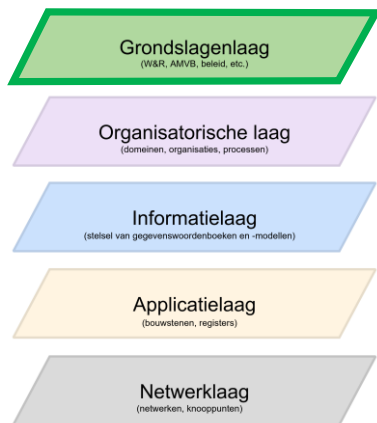 Grondslagenlaag
(W&R, AMVB, beleid, etc.)
Organisatorische laag
(domeinen, organisaties, processen)
Informatielaag
(stelsel van gegevenswoordenboeken en -modellen)
Applicatielaag
(bouwstenen, registers)
Netwerklaag
(netwerken, knooppunten)